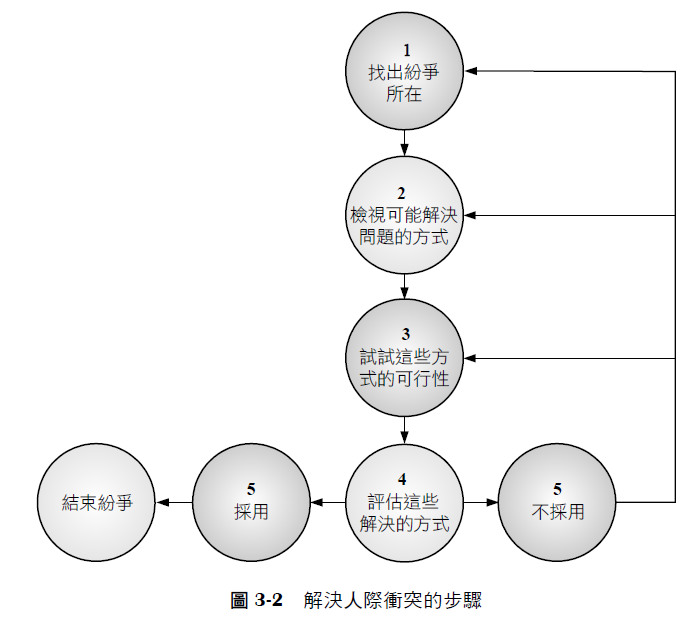 1
找出紛爭
所在
2
檢視可能解決
問題的方式
3
試試這些方
式的可行性
結束紛爭
5
採用
4
評估這些
解決的方式
5
不採用
圖 3-2 解決人際衝突的步驟